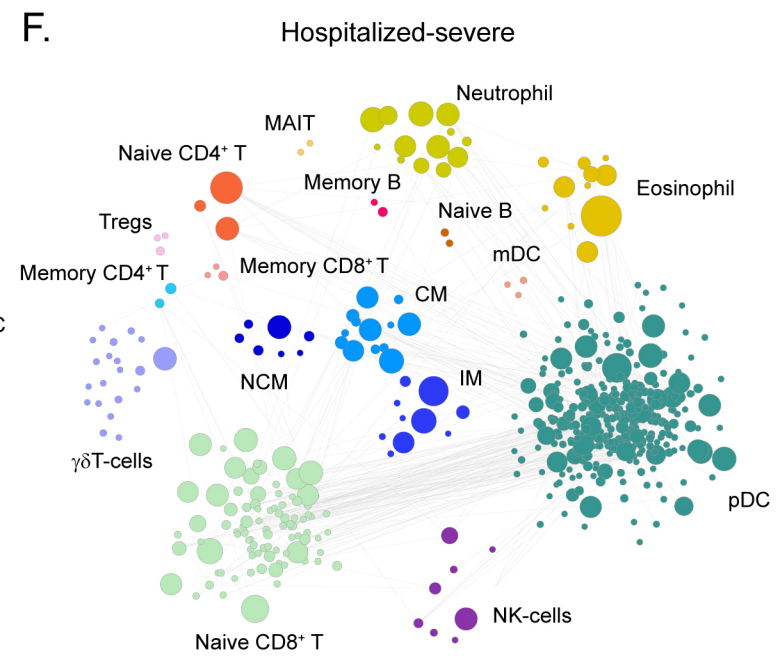 F.
Hospitalized-severe
Neutrophil
MAIT
Naive CD4⁺ T
Memory B
Eosinophil
Naive B
Tregs
mDC
Memory CD4⁺ T
Memory CD8⁺ T
CM
C
NCM
IM
γδT-cells
pDC
NK-cells
Naive CD8⁺ T